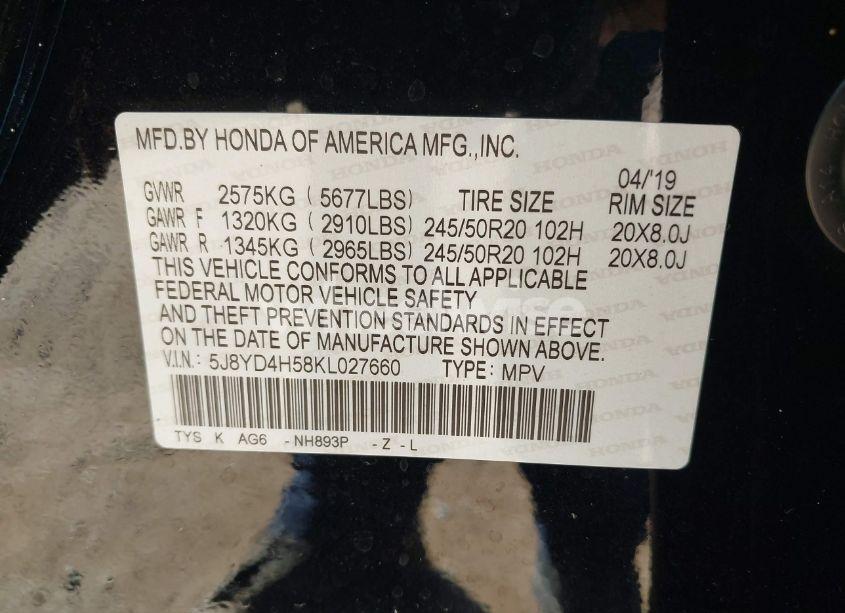 MFD.BY HONDA OF AMERICA MFG.,INC.
04/'19
GVWR 2575KG ( 5677LBS) TIRE SIZE RIM SIZE
GAWR F 1320KG ( 2910LBS) 245/50R20 102H 20X8.0J
GAWR R 1345KG ( 2965LBS) 245/50R20 102H 20X8.0J
THIS VEHICLE CONFORMS TO ALL APPLICABLE
FEDERAL MOTOR VEHICLE SAFETY
AND THEFT PREVENTION STANDARDS IN EFFECT
ON THE DATE OF MANUFACTURE SHOWN ABOVE.
V.I.N.: 5J8YD4H58KL027660 TYPE: MPV
TYS K AG6 -NH893P -Z-L